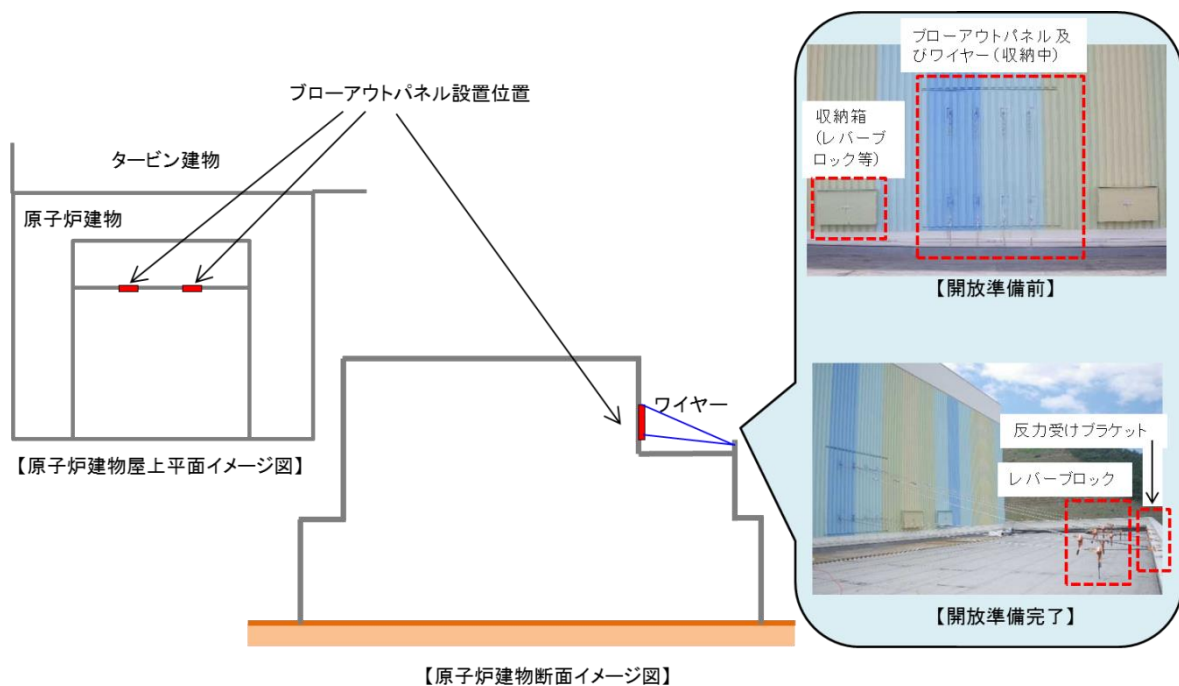 ブローアウトパネル設置位置
タービン建物
原子炉建物
【原子炉建物屋上平面イメージ図】
ワイヤー
【原子炉建物断面イメージ図】
ブローアウトパネル及
びワイヤー(収納中)
収納箱
(レバーブ
ロック等)
【開放準備前】
反力受けブラケット
レバーブロック
【開放準備完了】